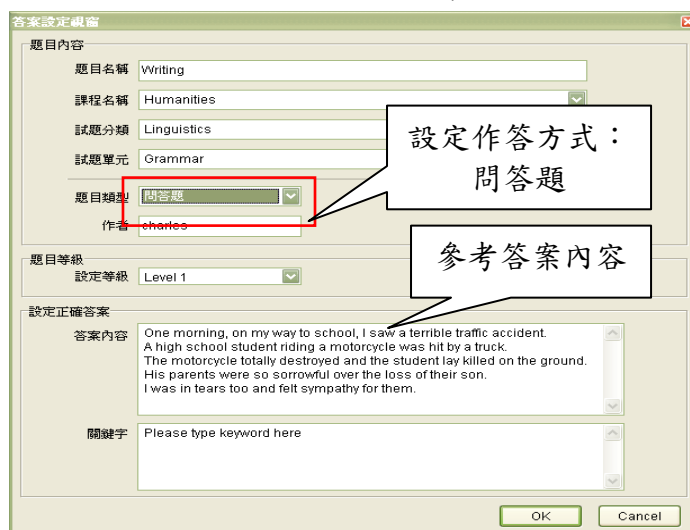 答案設定視窗
題目內容
題目名稱 Writing
課程名稱 Humanities
試題分類 Linguistics
試題單元 Grammar
設定作答方式：
問答題
題目類型 問答題
作者 charles
參考答案內容
題目等級
設定等級 Level 1
設定正確答案
答案內容 One morning, on my way to school, I saw a terrible traffic accident.
A high school student riding a motorcycle was hit by a truck.
The motorcycle totally destroyed and the student lay killed on the ground.
His parents were so sorrowful over the loss of their son.
I was in tears too and felt sympathy for them.
關鍵字 Please type keyword here
OK Cancel